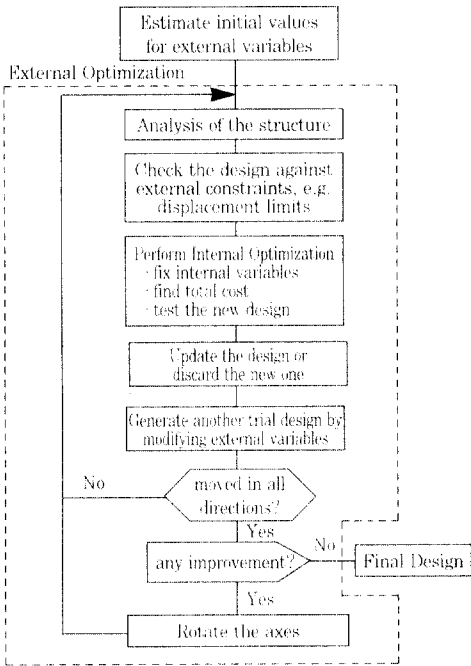 Estimate initial values
for external variables
External Optimization
Analysis of the structure
Check the design against
external constraints, e.g.
displacement limits
Perform Internal Optimization
· fix internal variables
· find total cost
· test the new design
Update the design or
discard the new one
Generate another trial design by
modifying external variables
No
moved in all
directions?
Yes
any improvement?
No
Final Design
Yes
Rotate the axes